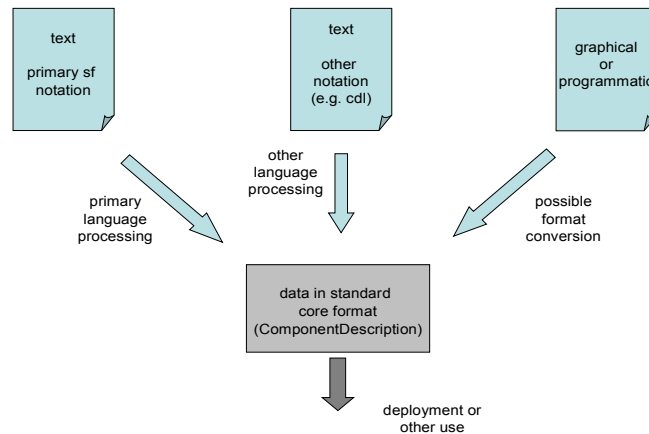 text
primary sf
notation
text
other
notation
(e.g. cdl)
graphical
or
programmatic
other
language
processing
primary
language
processing
possible
format
conversion
data in standard
core format
(ComponentDescription)
deployment or
other use